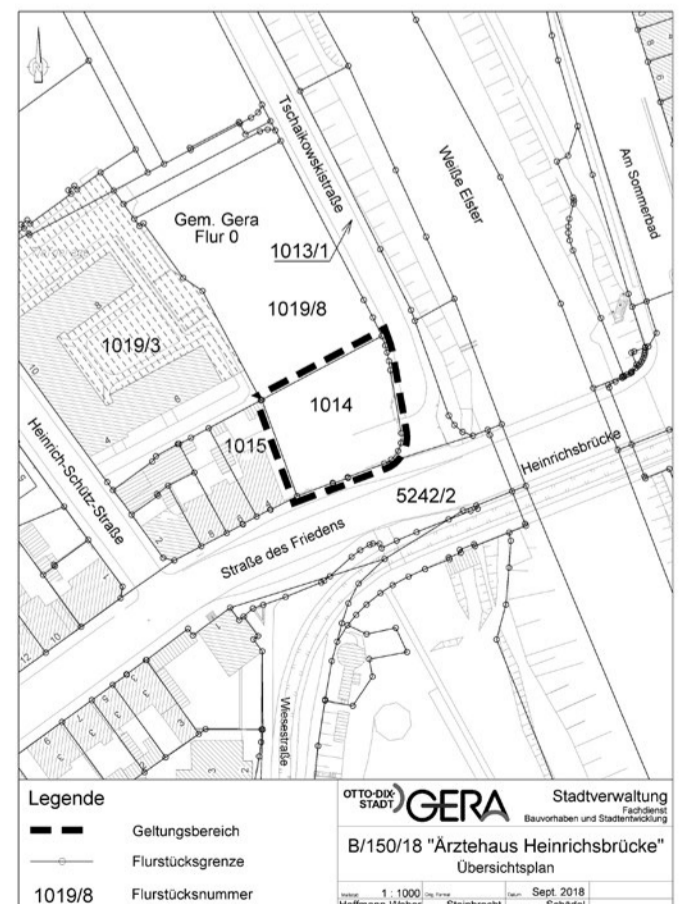 Tschaikowskistraße
Weiße Elster
Am Sommerbad
Gem. Gera
Flur 0
1013/1
1019/8
1019/3
1014
1015
Heinrich-Schütz-Straße
Heinrichsbrücke
5242/2
Straße des Friedens
Wiesestraße
Legende
Geltungsbereich
Flurstücksgrenze
1019/8 Flurstücksnummer
OTTO-DIX-
STADT
GERA
Stadtverwaltung
Fachdienst
Bauvorhaben und Stadtentwicklung
B/150/18 "Ärztehaus Heinrichsbrücke"
Übersichtsplan
1 : 1000
Sept. 2018